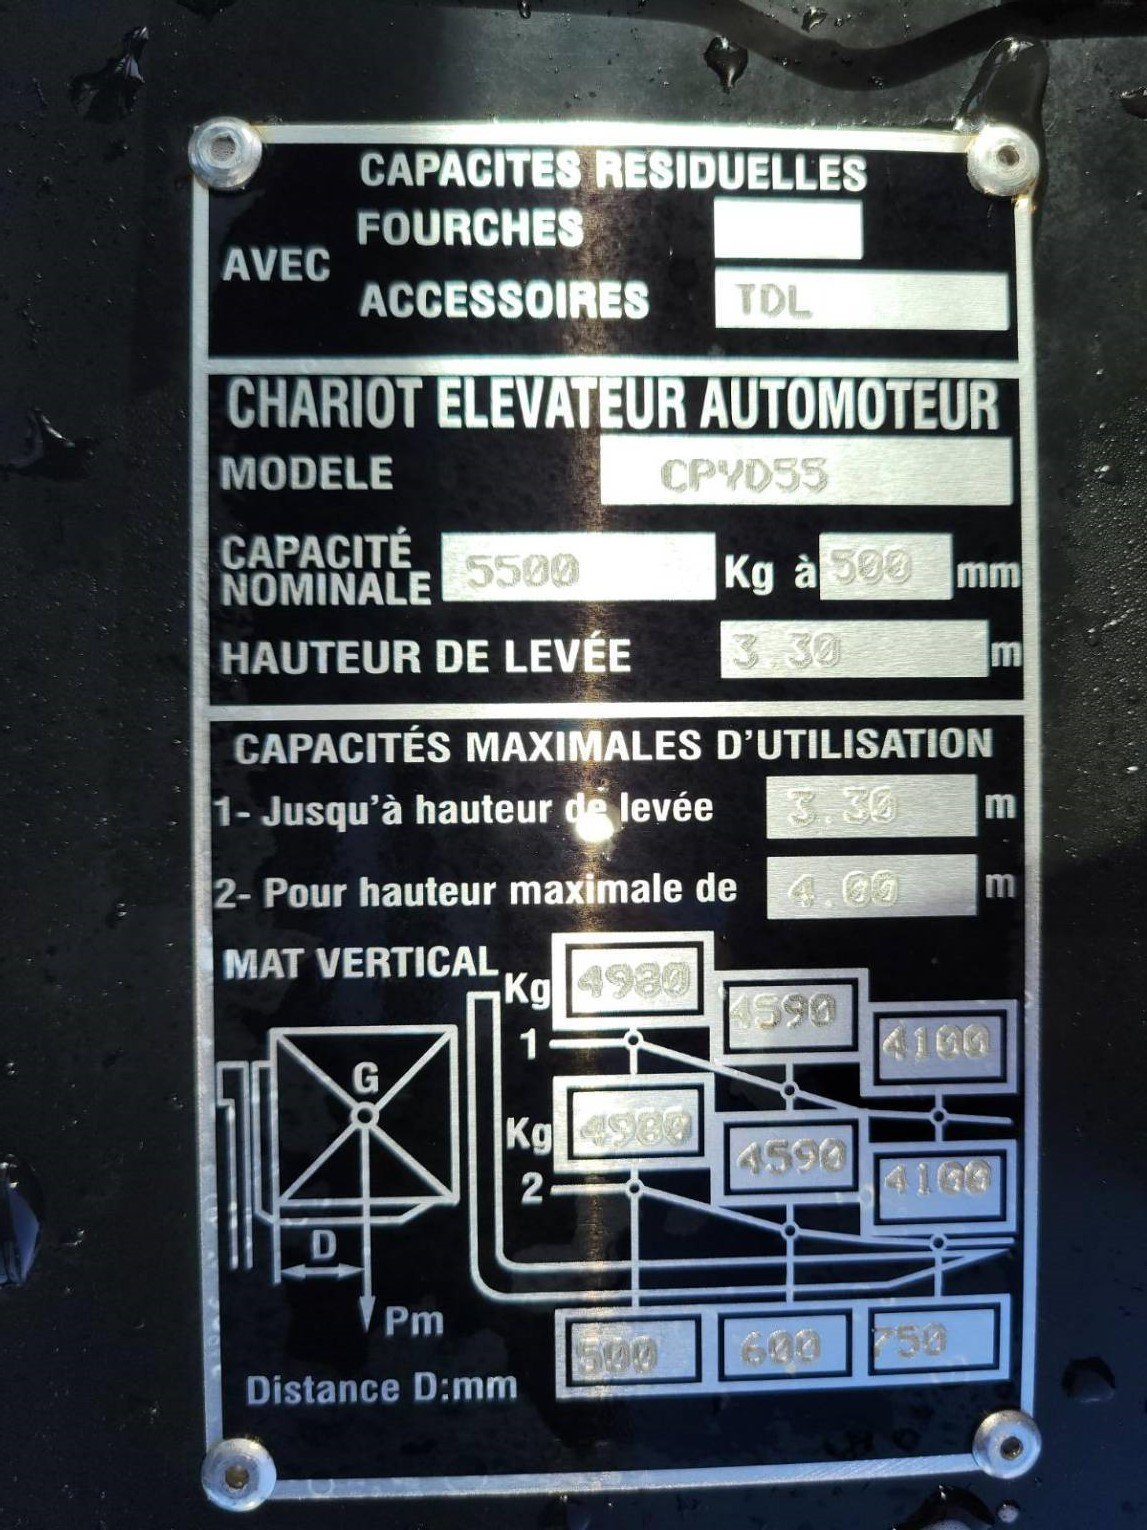 CAPACITES RESIDUELLES
FOURCHES
AVEC
ACCESSOIRES TDL
CHARIOT ELEVATEUR AUTOMOTEUR
MODELE CPYD55
CAPACITÉ NOMINALE 5500 Kg à 500 mm
HAUTEUR DE LEVÉE 3.30 m
CAPACITÉS MAXIMALES D'UTILISATION
1- Jusqu'à hauteur de levée 3.30 m
2- Pour hauteur maximale de 4.00 m
MAT VERTICAL
Kg 4980 4590 4100
1
G
Kg 4980 4590 4100
2
D
Pm
Distance D:mm 500 600 750